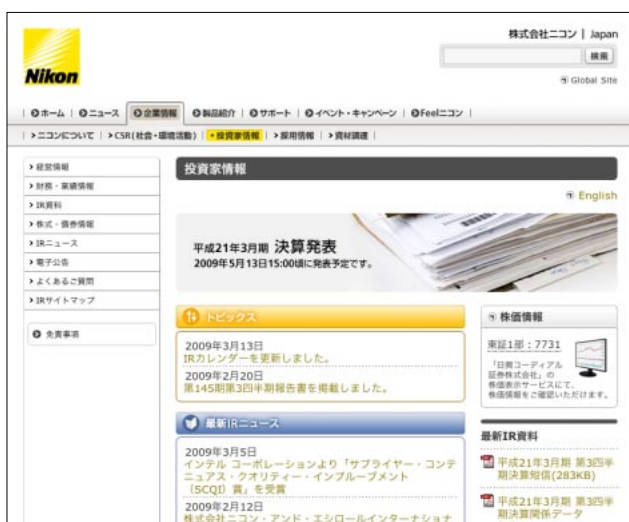 株式会社ニコン | Japan
検索
Nikon
Global Site
ホーム | ニュース | 企業情報 | 製品紹介 | サポート | イベント・キャンペーン | Feelニコン
ニコンについて | CSR(社会・環境活動) | 投資家情報 | 採用情報 | 資材調達
経営情報
財務・業績情報
IR資料
株式・債券情報
IRニュース
電子公告
よくあるご質問
IRサイトマップ
免責事項
投資家情報
English
平成21年3月期 決算発表
2009年5月13日15:00頃に発表予定です。
トピックス
2009年3月13日
IRカレンダーを更新しました。
2009年2月20日
第145期第3四半期報告書を掲載しました。
最新IRニュース
2009年3月5日
インテル コーポレーションより「サプライヤー・コンテ
ニュアス・クオリティー・インプルーブメント
（SCQI）賞」を受賞
2009年2月12日
株式会社ニコン・アンド・エシロールインターナショナ
株価情報
東証1部：7731
「日興コーディアル
証券株式会社」の
株価表示サービスにて、
株価情報をご確認いただけます。
最新IR資料
平成21年3月期 第3四半
期決算短信(283KB)
平成21年3月期 第3四半
期決算関係データ